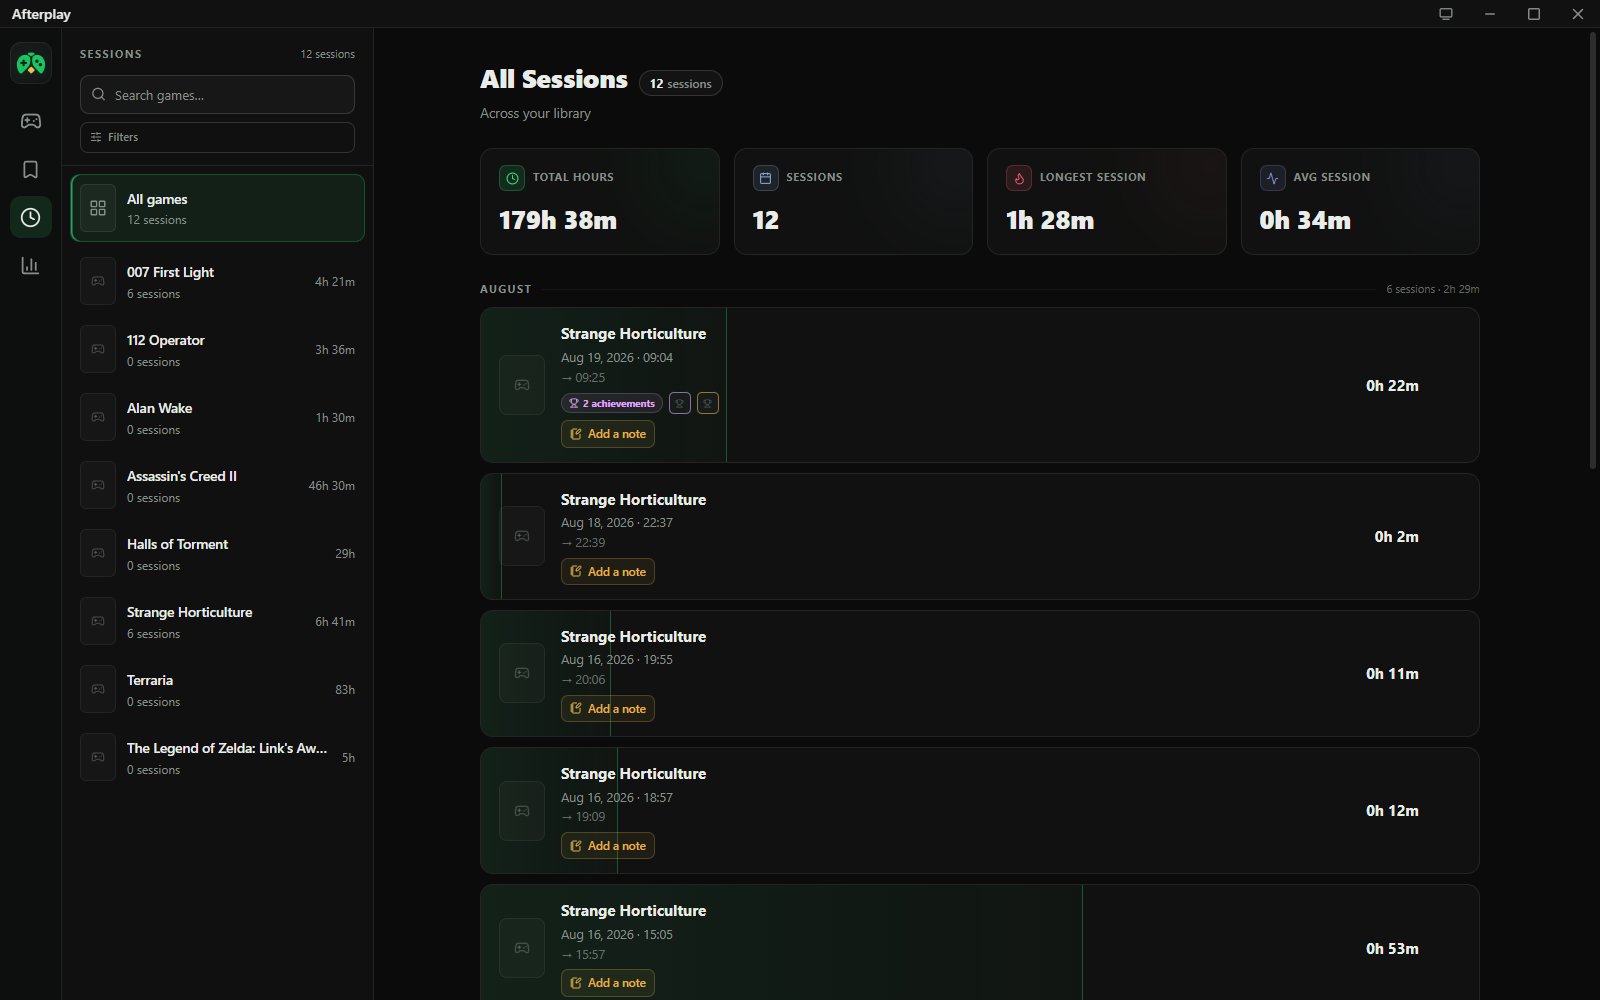 Afterplay
SESSIONS
12 sessions
Search games...
Filters
All games
12 sessions
007 First Light
6 sessions
4h 21m
112 Operator
0 sessions
3h 36m
Alan Wake
0 sessions
1h 30m
Assassin's Creed II
0 sessions
46h 30m
Halls of Torment
0 sessions
29h
Strange Horticulture
6 sessions
6h 41m
Terraria
0 sessions
83h
The Legend of Zelda: Link's Aw...
0 sessions
5h
All Sessions
12 sessions
Across your library
TOTAL HOURS
179h 38m
SESSIONS
12
LONGEST SESSION
1h 28m
AVG SESSION
0h 34m
AUGUST
6 sessions · 2h 29m
Strange Horticulture
Aug 19, 2026 · 09:04
→ 09:25
2 achievements
Add a note
0h 22m
Strange Horticulture
Aug 18, 2026 · 22:37
→ 22:39
Add a note
0h 2m
Strange Horticulture
Aug 16, 2026 · 19:55
→ 20:06
Add a note
0h 11m
Strange Horticulture
Aug 16, 2026 · 18:57
→ 19:09
Add a note
0h 12m
Strange Horticulture
Aug 16, 2026 · 15:05
→ 15:57
Add a note
0h 53m